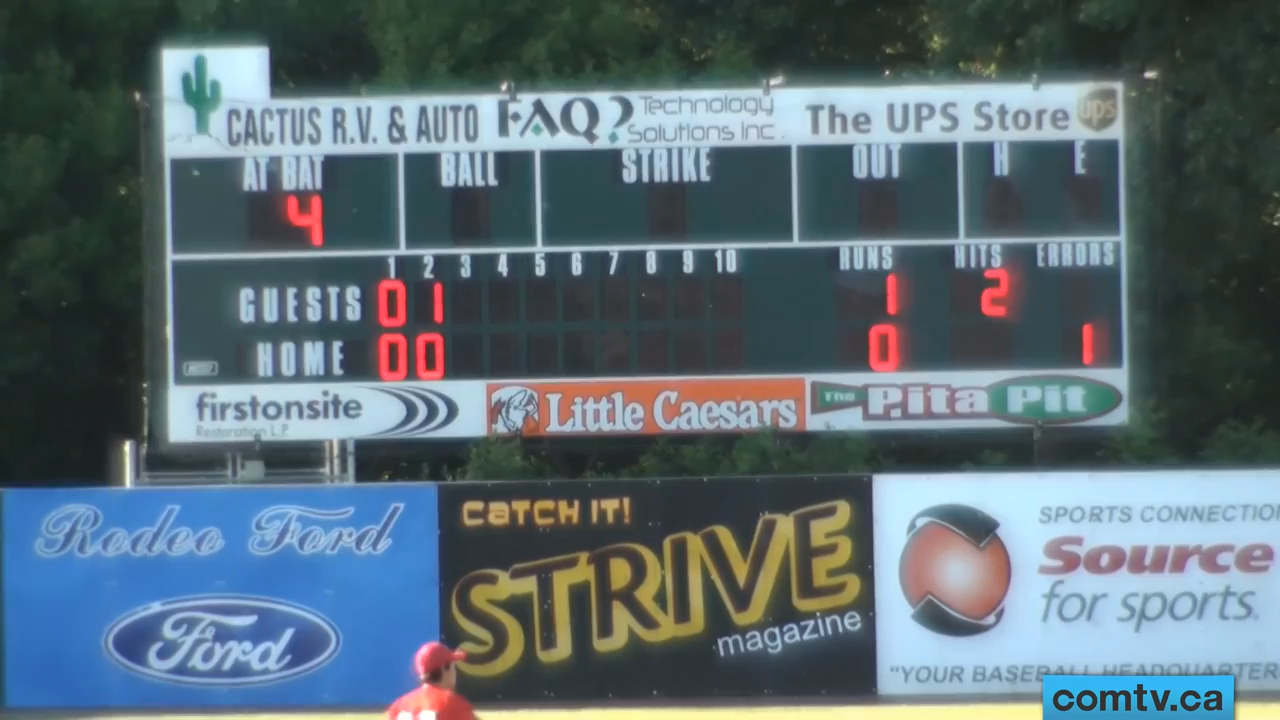 CACTUS R.V. & AUTO
FAQ?
Technology
Solutions Inc.
The UPS Store
ups
AT BAT BALL STRIKE OUT H E
4
1 2 3 4 5 6 7 8 9 10 RUNS HITS ERRORS
GUESTS 0 1 1 2
HOME 0 0 0 1
firstonsite
Restoration L.P.
Little Caesars
The Pita Pit
Rodeo Ford
Ford
CATCH IT!
STRIVE
magazine
SPORTS CONNECTIO
Source
for sports
"YOUR BASEBALL HEADQUARTER
comtv.ca